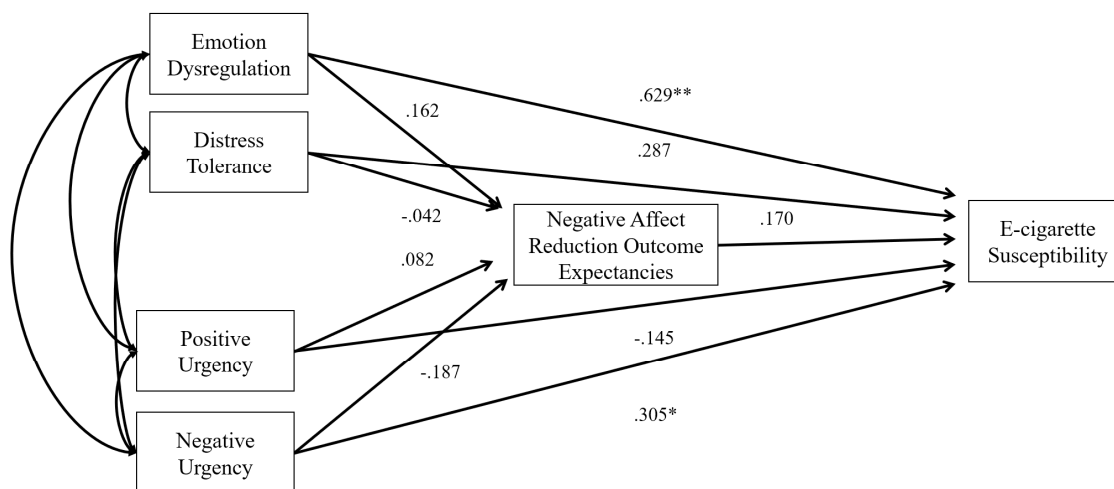 Emotion
Dysregulation
.629**
.162
Distress
Tolerance
.287
-.042
Negative Affect
Reduction Outcome
Expectancies
.170
E-cigarette
Susceptibility
.082
Positive
Urgency
-.145
-.187
.305*
Negative
Urgency